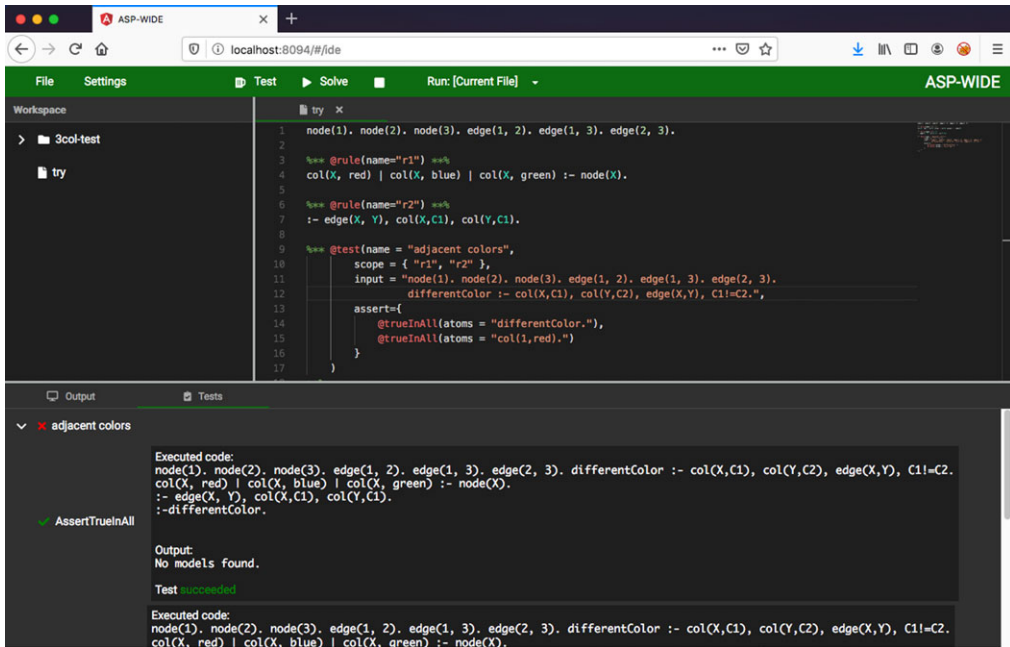 ASP-WIDE
localhost:8094/#/ide
File Settings Test Solve Run: [Current File] ASP-WIDE
Workspace
3col-test
try
try
1 node(1). node(2). node(3). edge(1, 2). edge(1, 3). edge(2, 3).
2
3 %** @rule(name="r1") **%
4 col(X, red) | col(X, blue) | col(X, green) :- node(X).
5
6 %** @rule(name="r2") **%
7 :- edge(X, Y), col(X,C1), col(Y,C1).
8
9 %** @test(name = "adjacent colors",
10 scope = { "r1", "r2" },
11 input = "node(1). node(2). node(3). edge(1, 2). edge(1, 3). edge(2, 3).
12 differentColor :- col(X,C1), col(Y,C2), edge(X,Y), C1!=C2.",
13 assert={
14 @trueInAll(atoms = "differentColor."),
15 @trueInAll(atoms = "col(1,red).")
16 }
17 )
Output Tests
adjacent colors
AssertTrueInAll
Executed code:
node(1). node(2). node(3). edge(1, 2). edge(1, 3). edge(2, 3). differentColor :- col(X,C1), col(Y,C2), edge(X,Y), C1!=C2.
col(X, red) | col(X, blue) | col(X, green) :- node(X).
:- edge(X, Y), col(X,C1), col(Y,C1).
:-differentColor.
Output:
No models found.
Test succeeded
Executed code:
node(1). node(2). node(3). edge(1, 2). edge(1, 3). edge(2, 3). differentColor :- col(X,C1), col(Y,C2), edge(X,Y), C1!=C2.
col(X, red) | col(X, blue) | col(X, green) :- node(X).